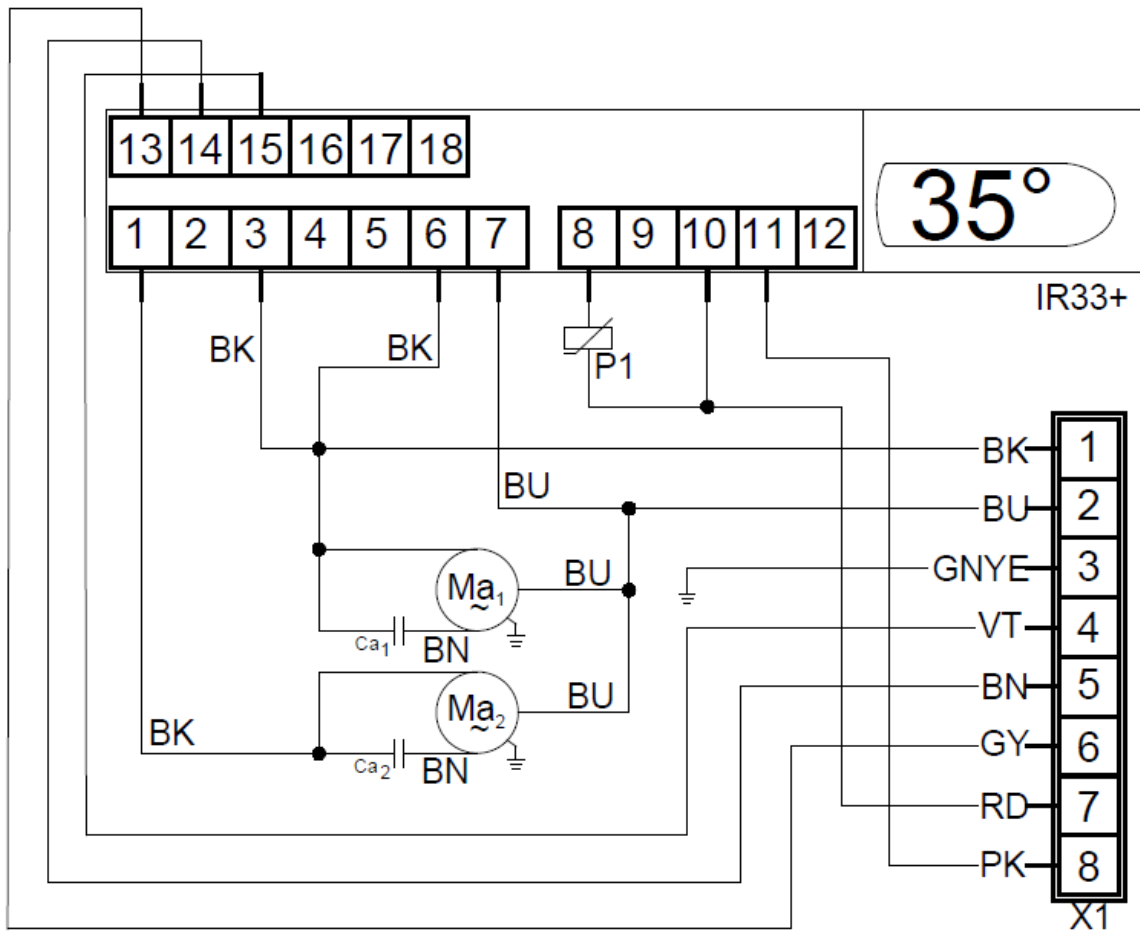 13 14 15 16 17 18
35°
1 2 3 4 5 6 7 8 9 10 11 12
IR33+
BK
BK
P1
BK 1
BU
BU 2
GNYE 3
Ma1
~
BU
Ca1
BN
VT 4
Ma2
~
BU
BN 5
BK
Ca2
BN
GY 6
RD 7
PK 8
X1